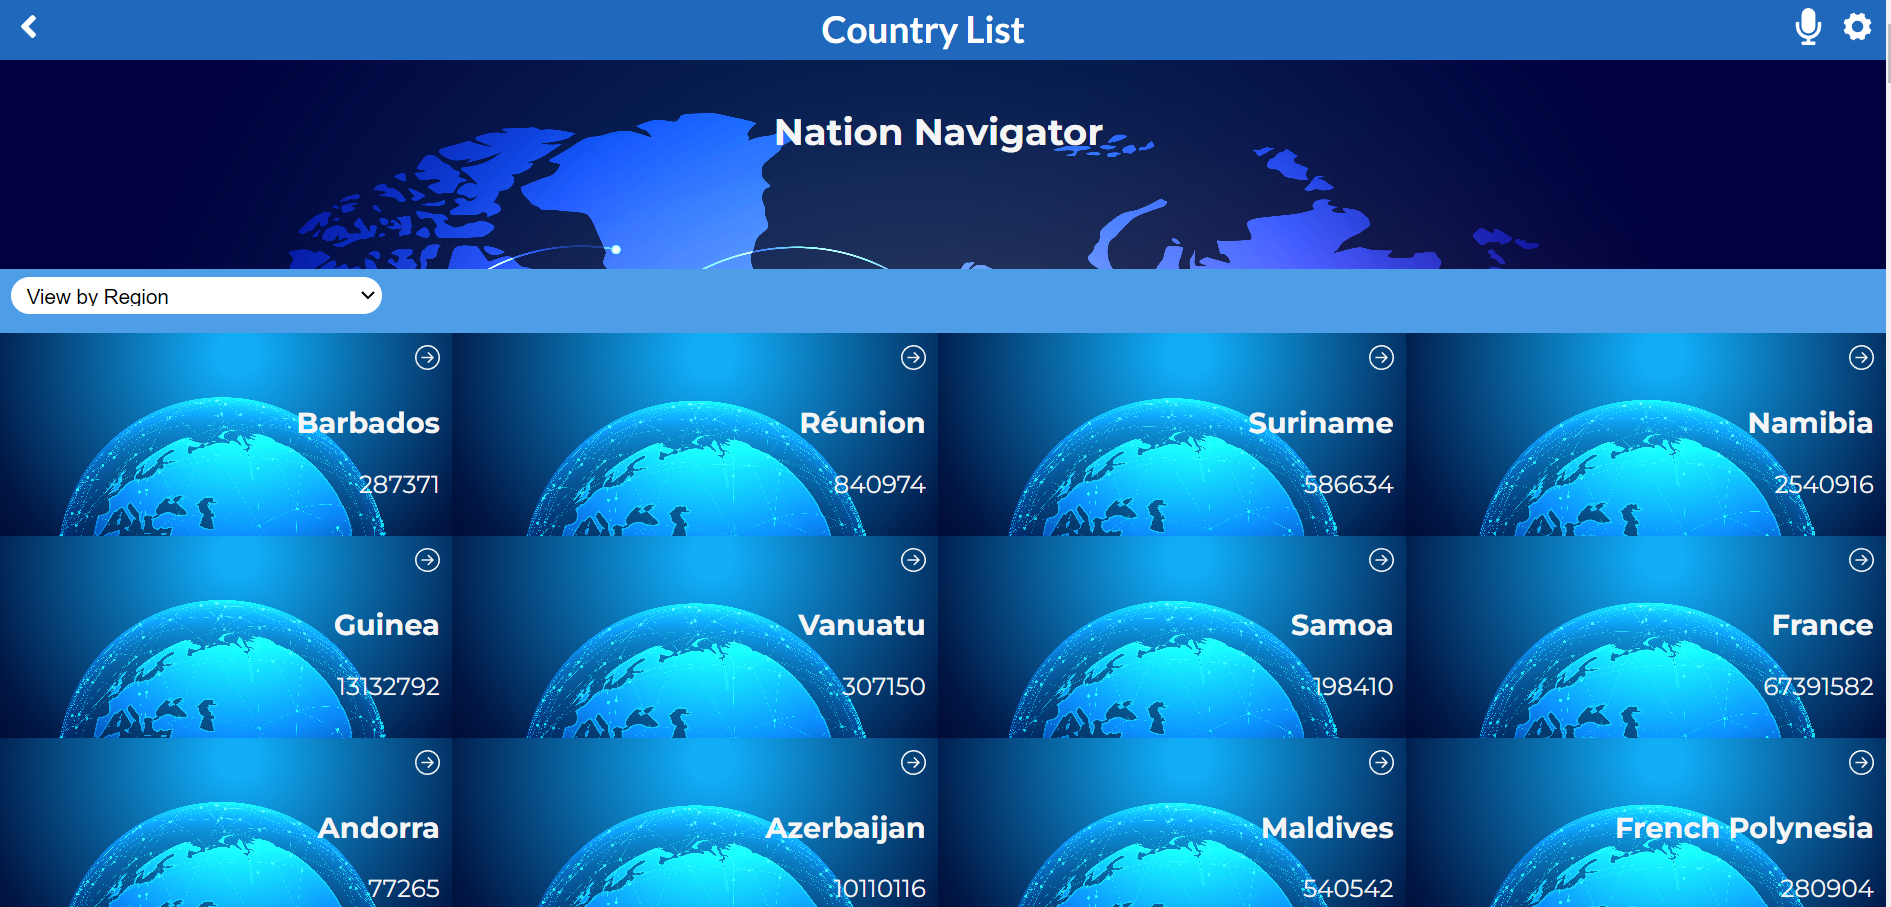 Country List
Nation Navigator
View by Region
Barbados
287371
Réunion
840974
Suriname
586634
Namibia
2540916
Guinea
13132792
Vanuatu
307150
Samoa
198410
France
67391582
Andorra
77265
Azerbaijan
10110116
Maldives
540542
French Polynesia
280904